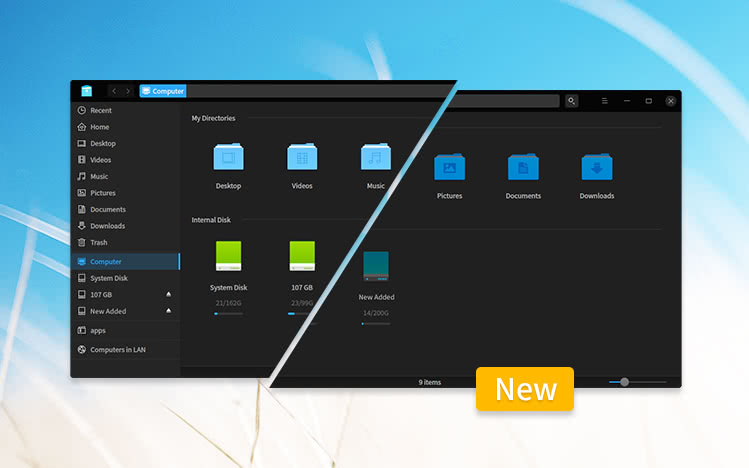 Computer
Recent
Home
Desktop
Videos
Music
Pictures
Documents
Downloads
Trash
Computer
System Disk
107 GB
New Added
apps
Computers in LAN
My Directories
Desktop
Videos
Music
Pictures
Documents
Downloads
Internal Disk
System Disk
107 GB
New Added
21/162G
23/99G
14/200G
9 items
New